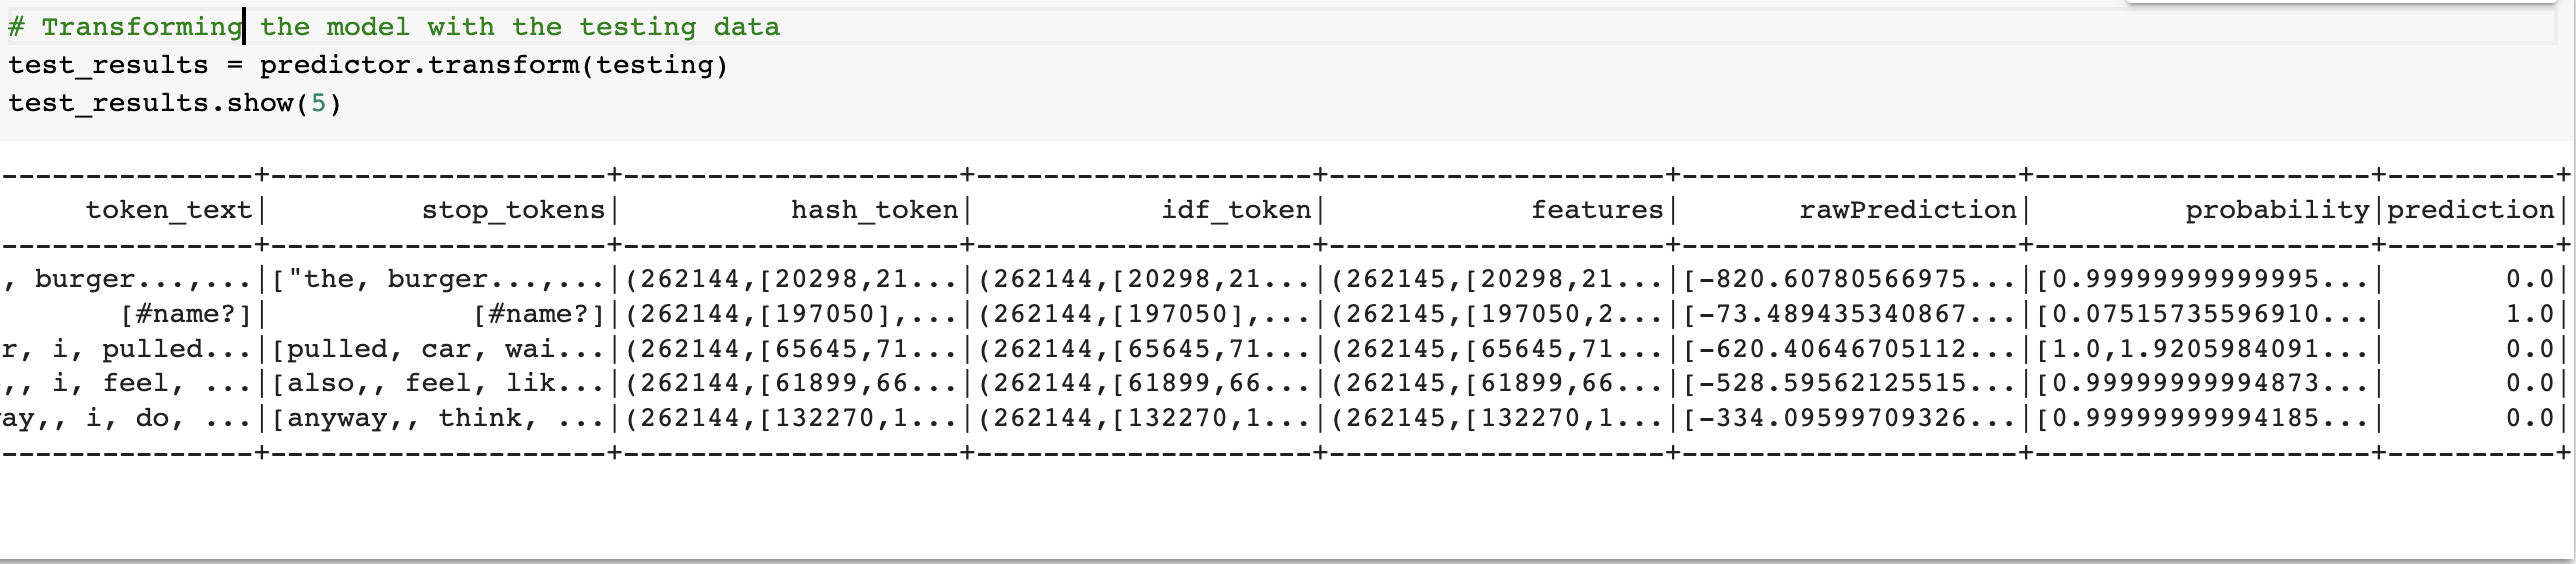 # Transforming the model with the testing data
test_results = predictor.transform(testing)
test_results.show(5)
---------------+--------------------+--------------------+--------------------+--------------------+--------------------+--------------------+----------+
token_text|         stop_tokens|          hash_token|           idf_token|            features|       rawPrediction|         probability|prediction|
---------------+--------------------+--------------------+--------------------+--------------------+--------------------+--------------------+----------+
, burger...,...|["the, burger...,...|(262144,[20298,21...|(262144,[20298,21...|(262145,[20298,21...|[-820.60780566975...|[0.99999999999995...|       0.0|
[#name?]|            [#name?]|(262144,[197050],...|(262144,[197050],...|(262145,[197050,2...|[-73.489435340867...|[0.07515735596910...|       1.0|
r, i, pulled...|[pulled, car, wai...|(262144,[65645,71...|(262144,[65645,71...|(262145,[65645,71...|[-620.40646705112...|[1.0,1.9205984091...|       0.0|
,, i, feel, ...|[also,, feel, lik...|(262144,[61899,66...|(262144,[61899,66...|(262145,[61899,66...|[-528.59562125515...|[0.99999999994873...|       0.0|
ay,, i, do, ...|[anyway,, think, ...|(262144,[132270,1...|(262144,[132270,1...|(262145,[132270,1...|[-334.09599709326...|[0.99999999994185...|       0.0|
---------------+--------------------+--------------------+--------------------+--------------------+--------------------+--------------------+----------+